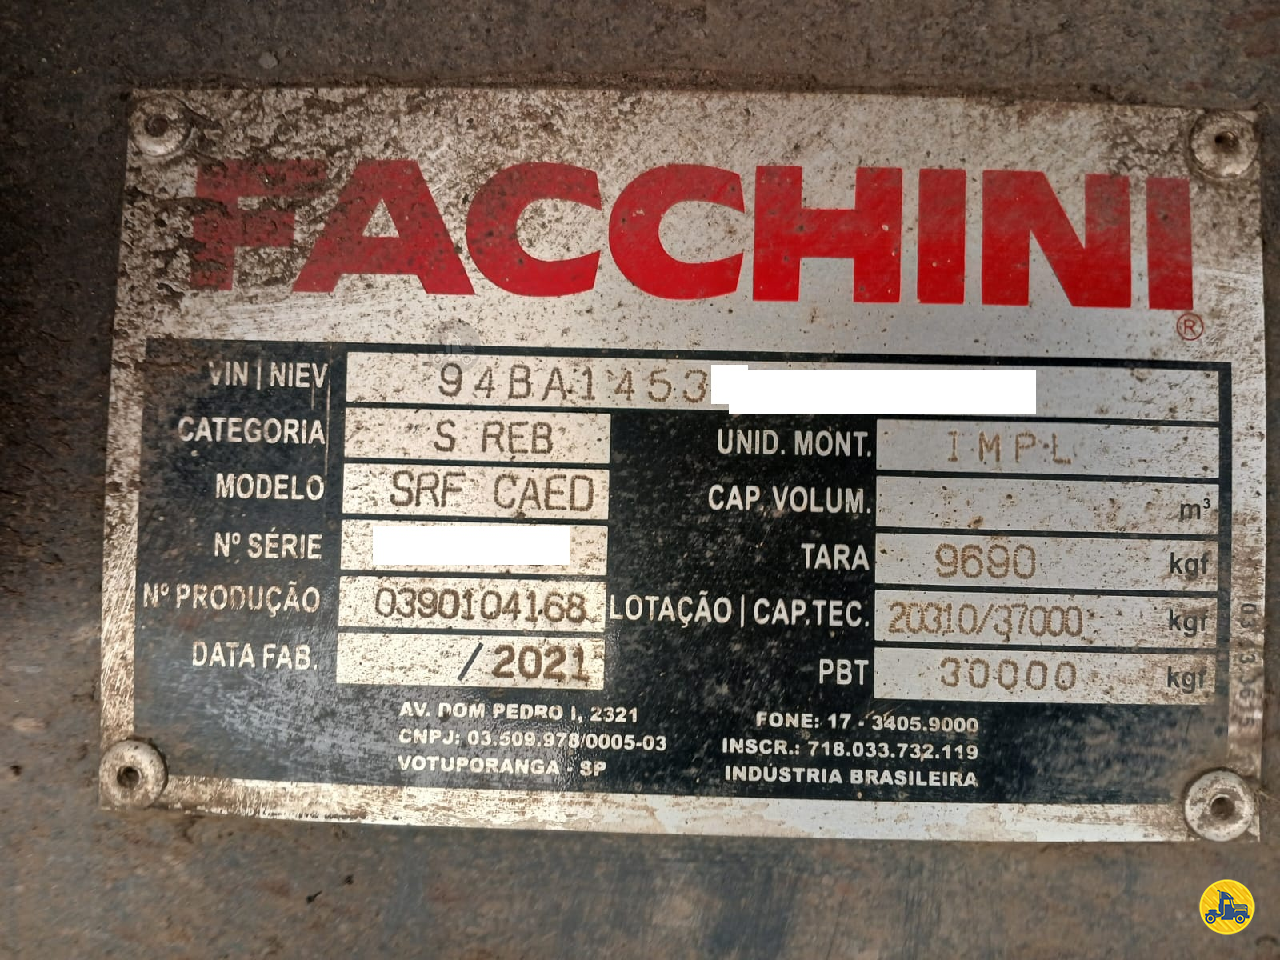 FACCHINI
®
VIN | NIEV 94BA1453
CATEGORIA S REB UNID. MONT. IMPL
MODELO SRF CAED CAP. VOLUM. m³
Nº SÉRIE TARA 9690 kgf
Nº PRODUÇÃO 0390104168 LOTAÇÃO | CAP.TEC. 20310/37000 kgf
DATA FAB. / 2021 PBT 30000 kgf
AV. DOM PEDRO I, 2321 FONE: 17 - 3405.9000
CNPJ: 03.509.978/0005-03 INSCR.: 718.033.732.119
VOTUPORANGA - SP INDÚSTRIA BRASILEIRA